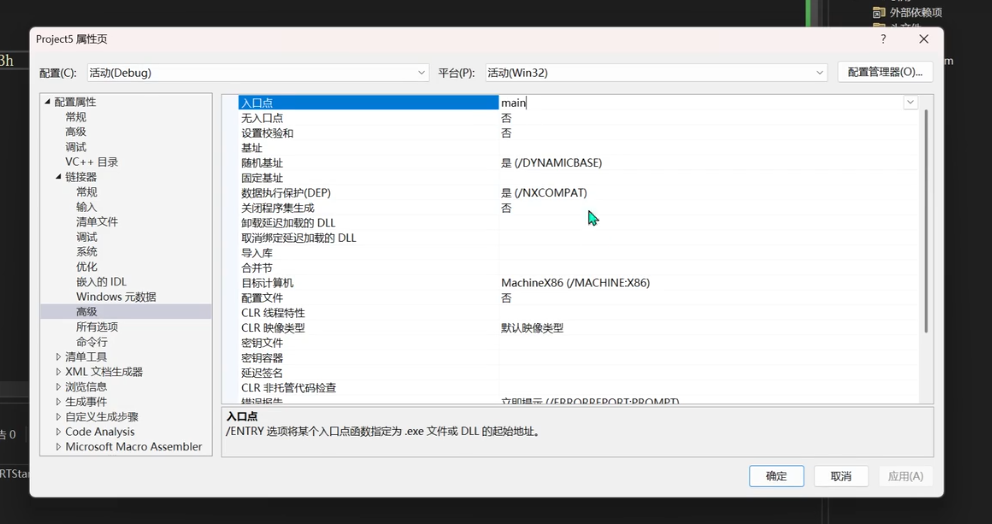 外部依赖项
Project5 属性页
? ×
3h
配置(C): 活动(Debug) 平台(P): 活动(Win32) 配置管理器(O)...
配置属性
常规
高级
调试
VC++ 目录
链接器
常规
输入
清单文件
调试
系统
优化
嵌入的 IDL
Windows 元数据
高级
所有选项
命令行
清单工具
XML 文档生成器
浏览信息
生成事件
自定义生成步骤
Code Analysis
Microsoft Macro Assembler
入口点 main
无入口点 否
设置校验和 否
基址
随机基址 是 (/DYNAMICBASE)
固定基址
数据执行保护(DEP) 是 (/NXCOMPAT)
关闭程序集生成 否
卸载延迟加载的 DLL
取消绑定延迟加载的 DLL
导入库
合并节
目标计算机 MachineX86 (/MACHINE:X86)
配置文件 否
CLR 线程特性
CLR 映像类型 默认映像类型
密钥文件
密钥容器
延迟签名
CLR 非托管代码检查
错误报告 立即提示 (/ERRORREPORT:PROMPT)
入口点
/ENTRY 选项将某个入口点函数指定为 .exe 文件或 DLL 的起始地址。
确定 取消 应用(A)
告 0
RTStar